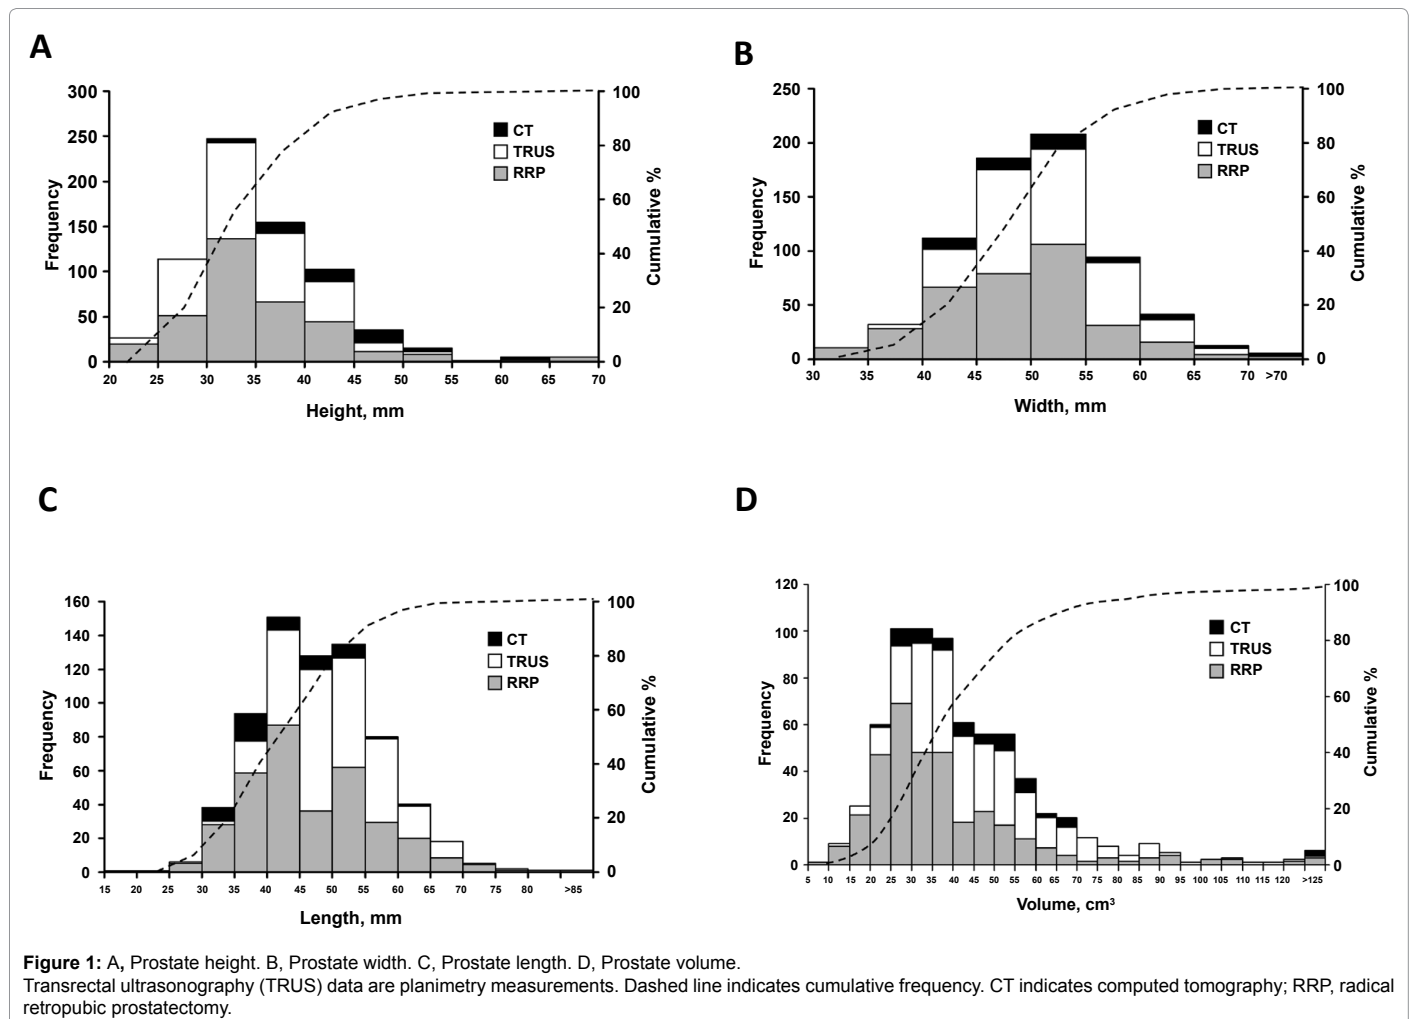 A
300
250
200
150
100
50
0
Frequency
100
80
60
40
20
0
Cumulative %
CT
TRUS
RRP
20 25 30 35 40 45 50 55 60 65 70
Height, mm
B
250
200
150
100
50
0
Frequency
100
80
60
40
20
0
Cumulative %
CT
TRUS
RRP
30 35 40 45 50 55 60 65 70 >70
Width, mm
C
160
140
120
100
80
60
40
20
0
Frequency
100
80
60
40
20
0
Cumulative %
CT
TRUS
RRP
15 20 25 30 35 40 45 50 55 60 65 70 75 80 >85
Length, mm
D
120
100
80
60
40
20
0
Frequency
100
80
60
40
20
0
Cumulative %
CT
TRUS
RRP
5 10 15 20 25 30 35 40 45 50 55 60 65 70 75 80 85 90 95 100 105 110 115 120 >125
Volume, cm³
Figure 1: A, Prostate height. B, Prostate width. C, Prostate length. D, Prostate volume.
Transrectal ultrasonography (TRUS) data are planimetry measurements. Dashed line indicates cumulative frequency. CT indicates computed tomography; RRP, radical
retropubic prostatectomy.